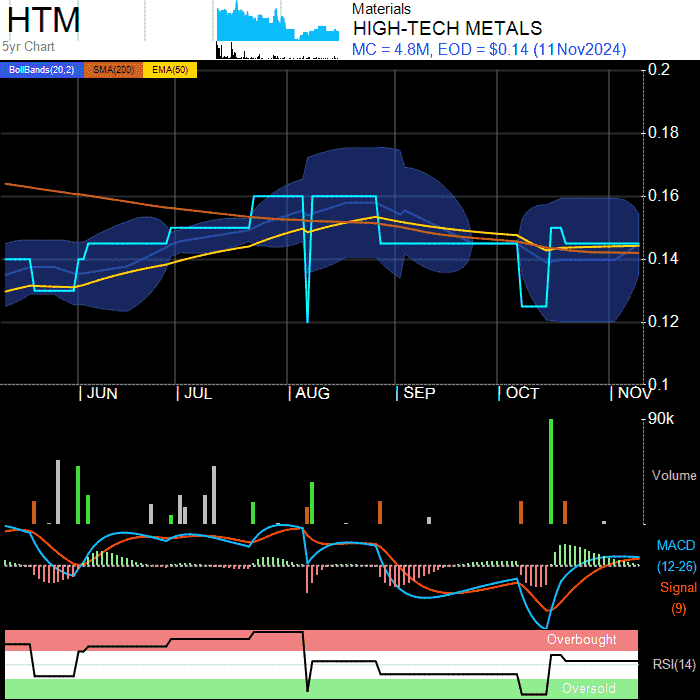 HTM
5yr Chart
Materials
HIGH-TECH METALS
MC = 4.8M, EOD = $0.14 (11Nov2024)
BollBands(20,2) SMA(200) EMA(50)
0.2
0.18
0.16
0.14
0.12
0.1
JUN JUL AUG SEP OCT NOV
90k
Volume
MACD
(12-26)
Signal
(9)
Overbought
RSI(14)
Oversold